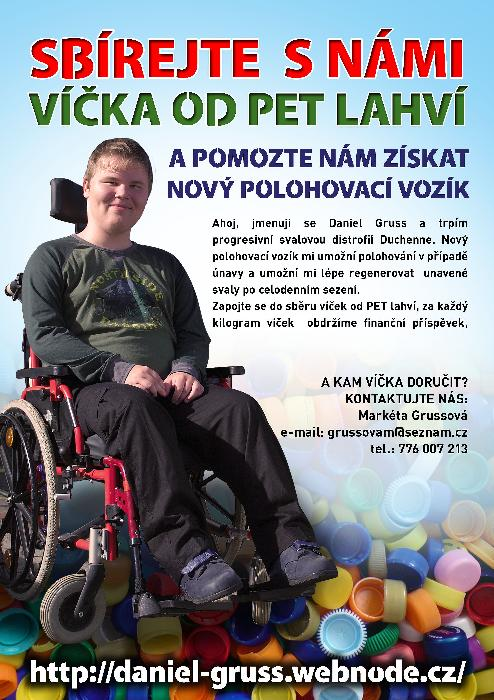 SBÍREJTE S NÁMI
VÍČKA OD PET LAHVÍ
A POMOZTE NÁM ZÍSKAT
NOVÝ POLOHOVACÍ VOZÍK
Ahoj, jmenuji se Daniel Gruss a trpím
progresivní svalovou distrofií Duchenne. Nový
polohovací vozík mi umožní polohování v případě
únavy a umožní mi lépe regenerovat unavené
svaly po celodenním sezení.
Zapojte se do sběru víček od PET lahví, za každý
kilogram víček obdržíme finanční příspěvek,
A KAM VÍČKA DORUČIT?
KONTAKTUJTE NÁS:
Markéta Grussová
e-mail: grussovam@seznam.cz
tel.: 776 007 213
http://daniel-gruss.webnode.cz/